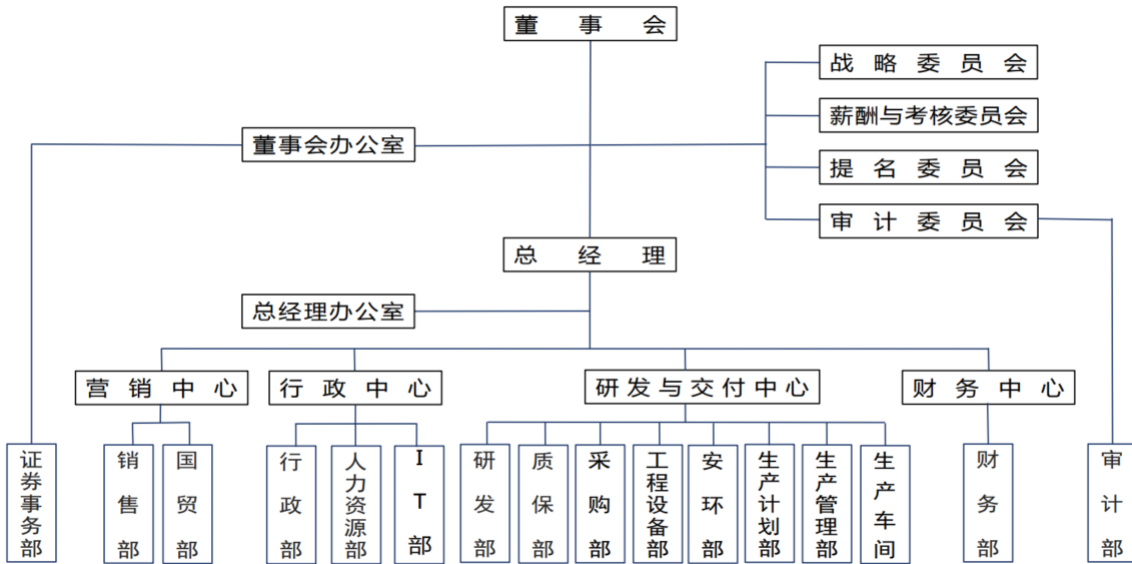 董事会
战略委员会
薪酬与考核委员会
董事会办公室
提名委员会
审计委员会
总经理
总经理办公室
营销中心
行政中心
研发与交付中心
财务中心
证券事务部
销售部
国贸部
行政部
人力资源部
IT部
研发部
质保部
采购部
工程设备部
安环部
生产计划部
生产管理部
生产车间
财务部
审计部